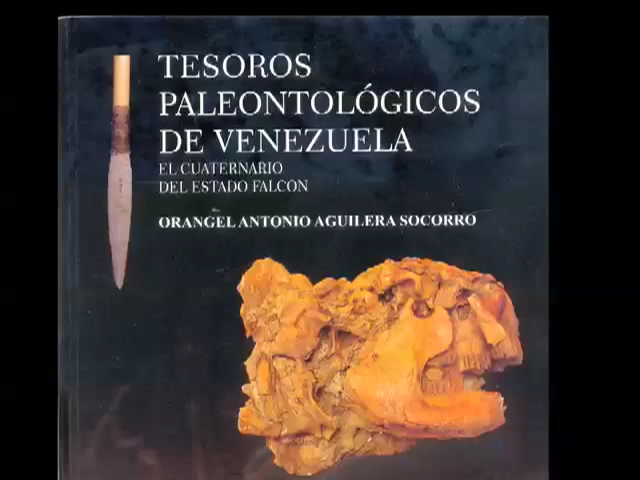 TESOROS
PALEONTOLÓGICOS
DE VENEZUELA
EL CUATERNARIO
DEL ESTADO FALCON
ORANGEL ANTONIO AGUILERA SOCORRO